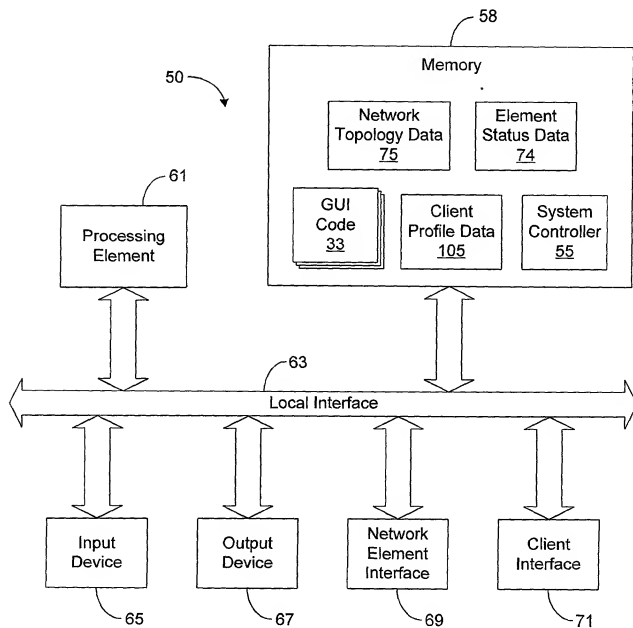 58
50
Memory
Network
Topology Data
75
Element
Status Data
74
61
Processing
Element
GUI
Code
33
Client
Profile Data
105
System
Controller
55
63
Local Interface
Input
Device
Output
Device
Network
Element
Interface
Client
Interface
65
67
69
71